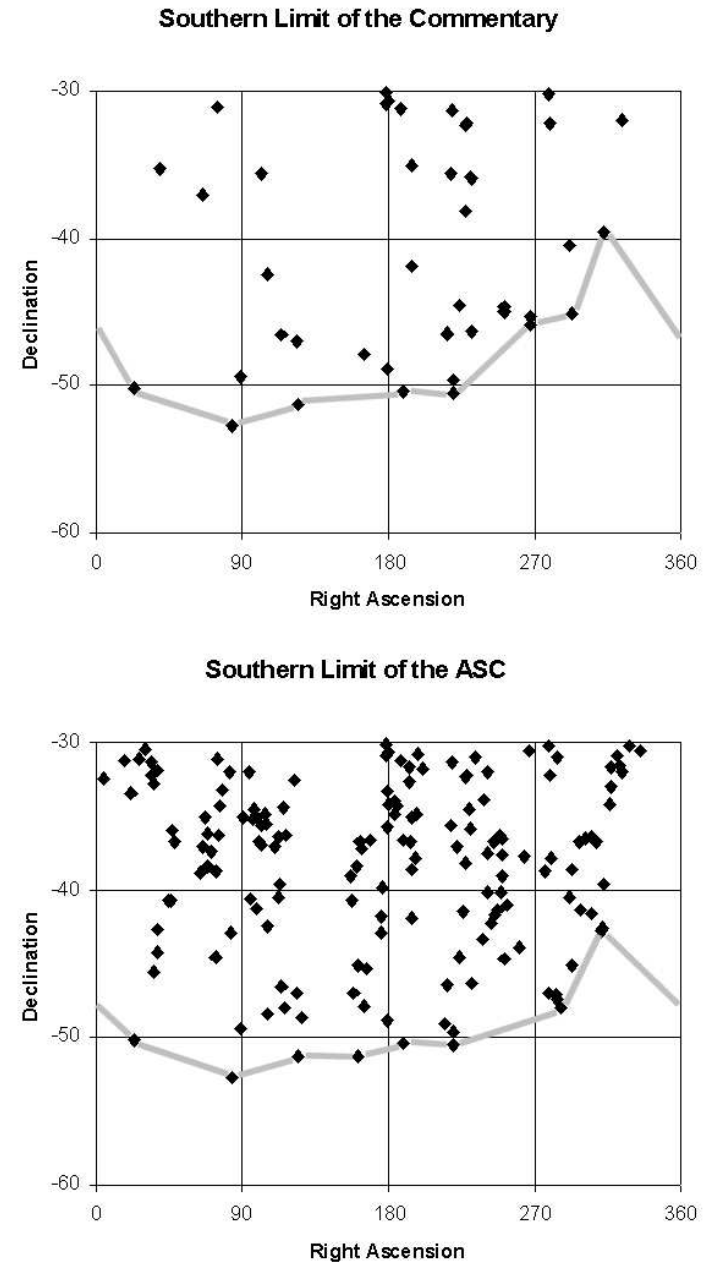 Southern Limit of the Commentary
-30
-40
-50
-60
Declination
0 90 180 270 360
Right Ascension
Southern Limit of the ASC
-30
-40
-50
-60
Declination
0 90 180 270 360
Right Ascension